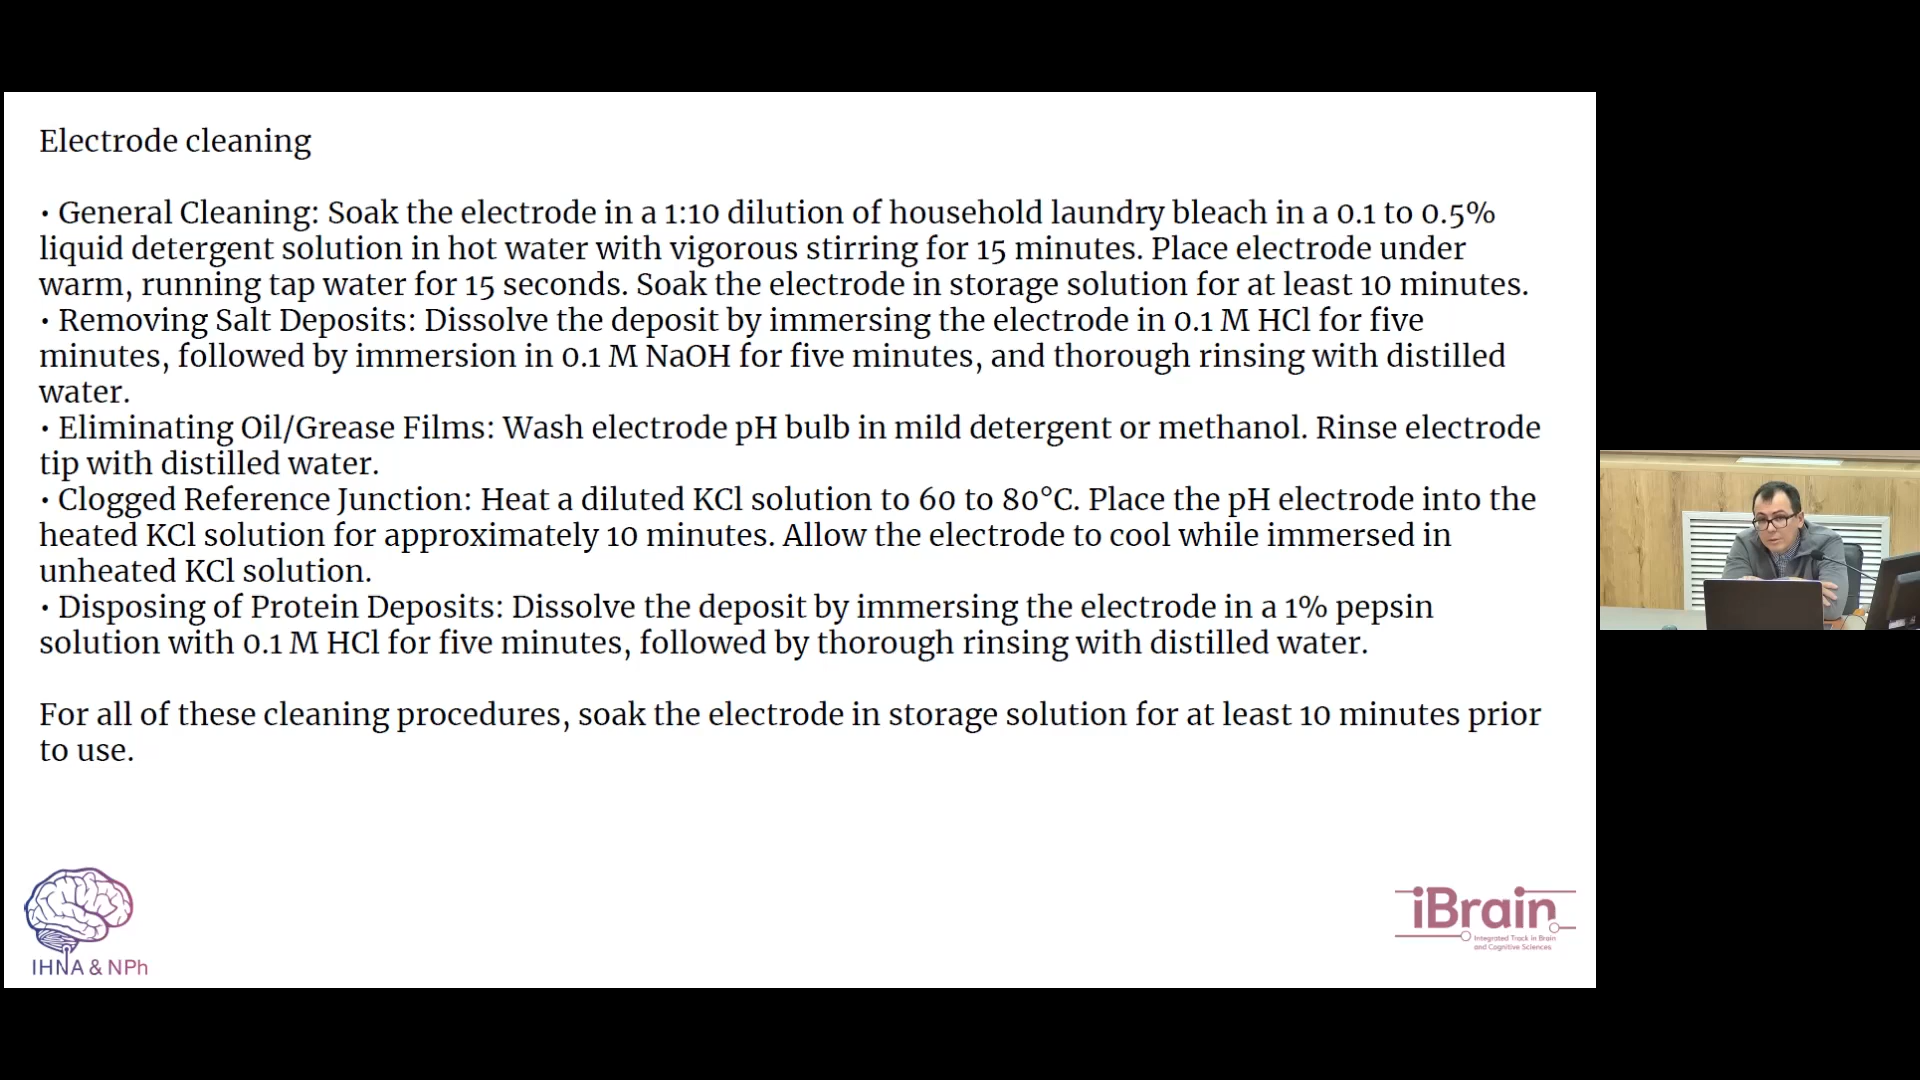 Electrode cleaning
• General Cleaning: Soak the electrode in a 1:10 dilution of household laundry bleach in a 0.1 to 0.5%
liquid detergent solution in hot water with vigorous stirring for 15 minutes. Place electrode under
warm, running tap water for 15 seconds. Soak the electrode in storage solution for at least 10 minutes.
• Removing Salt Deposits: Dissolve the deposit by immersing the electrode in 0.1 M HCl for five
minutes, followed by immersion in 0.1 M NaOH for five minutes, and thorough rinsing with distilled
water.
• Eliminating Oil/Grease Films: Wash electrode pH bulb in mild detergent or methanol. Rinse electrode
tip with distilled water.
• Clogged Reference Junction: Heat a diluted KCl solution to 60 to 80°C. Place the pH electrode into the
heated KCl solution for approximately 10 minutes. Allow the electrode to cool while immersed in
unheated KCl solution.
• Disposing of Protein Deposits: Dissolve the deposit by immersing the electrode in a 1% pepsin
solution with 0.1 M HCl for five minutes, followed by thorough rinsing with distilled water.
For all of these cleaning procedures, soak the electrode in storage solution for at least 10 minutes prior
to use.
IHNA & NPh
iBrain
Integrated Track in Brain
and Cognitive Sciences